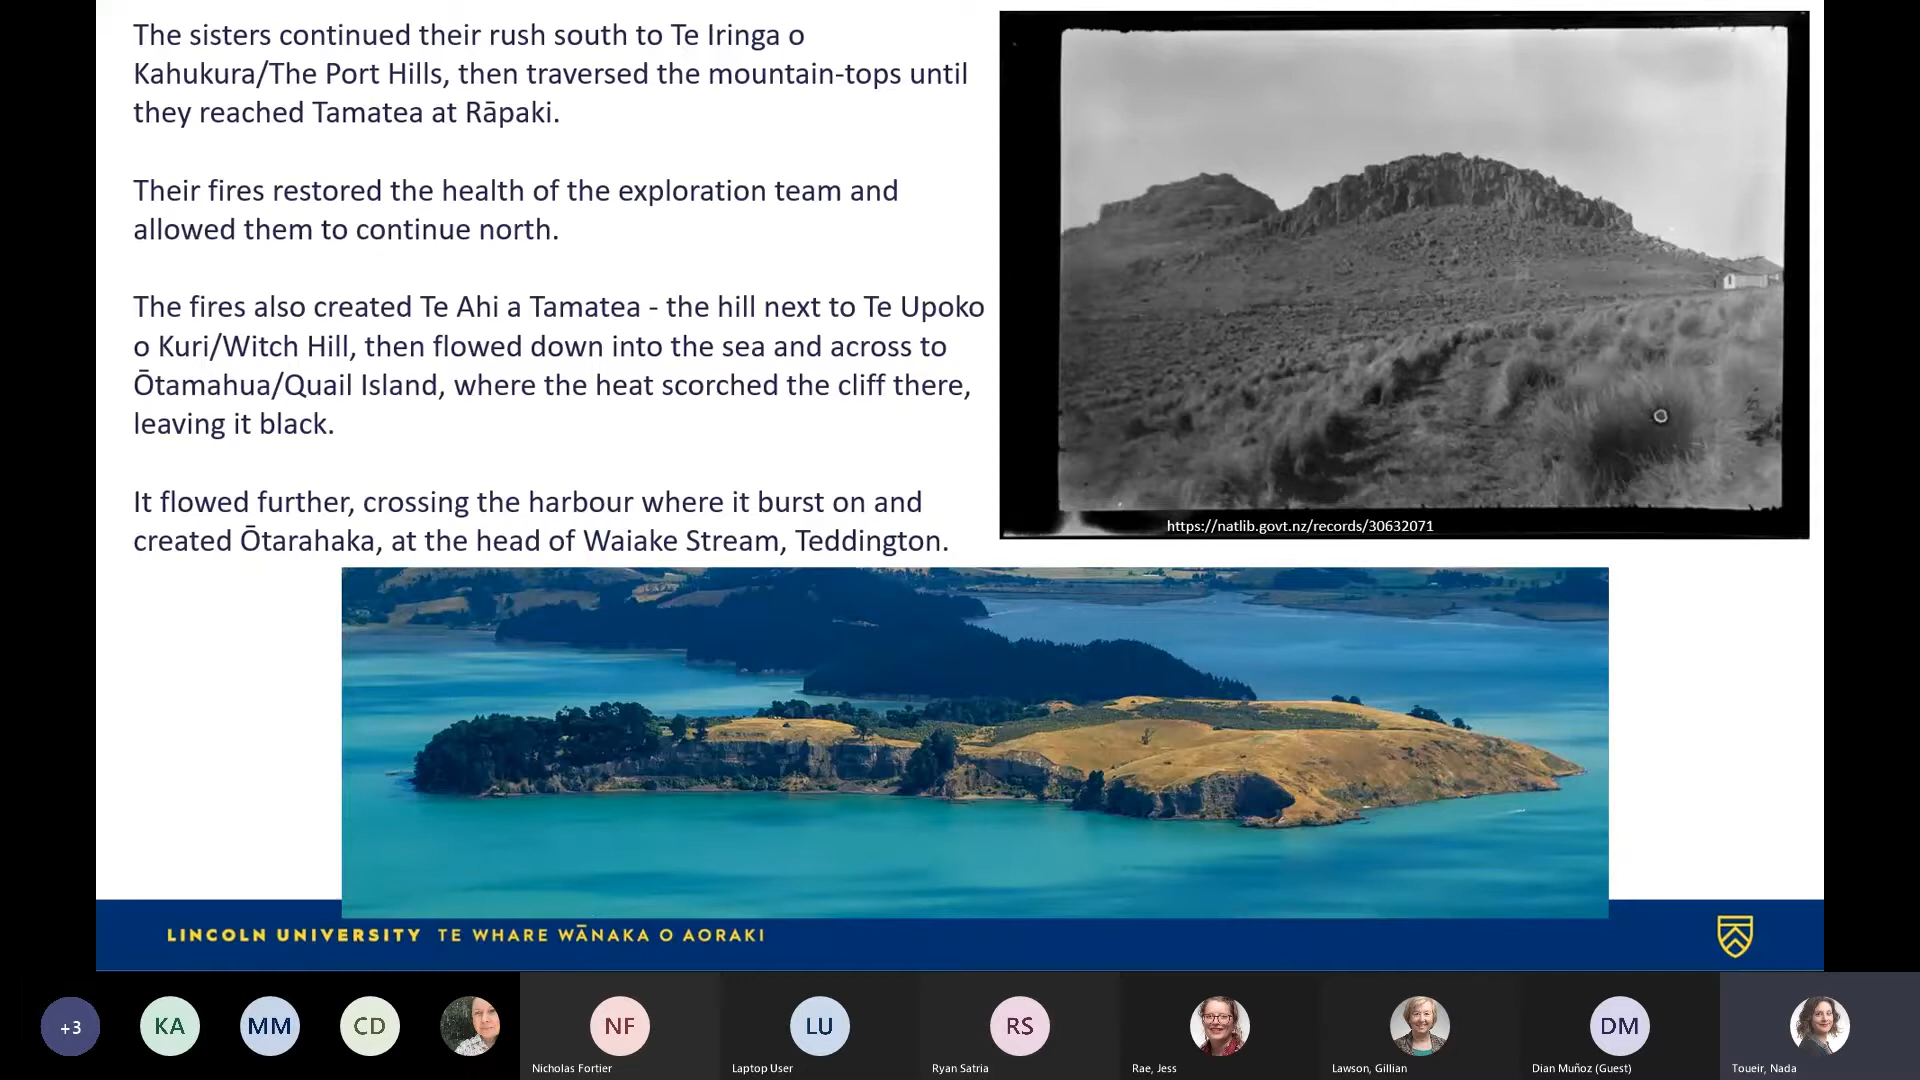 The sisters continued their rush south to Te Iringa o
Kahukura/The Port Hills, then traversed the mountain-tops until
they reached Tamatea at Rāpaki.
Their fires restored the health of the exploration team and
allowed them to continue north.
The fires also created Te Ahi a Tamatea - the hill next to Te Upoko
o Kuri/Witch Hill, then flowed down into the sea and across to
Ōtamahua/Quail Island, where the heat scorched the cliff there,
leaving it black.
It flowed further, crossing the harbour where it burst on and
created Ōtarahaka, at the head of Waiake Stream, Teddington.
https://natlib.govt.nz/records/30632071
LINCOLN UNIVERSITY TE WHARE WĀNAKA O AORAKI
+3
KA
MM
CD
NF
LU
RS
DM
Nicholas Fortier
Laptop User
Ryan Satria
Rae, Jess
Lawson, Gillian
Dian Muñoz (Guest)
Toueir, Nada